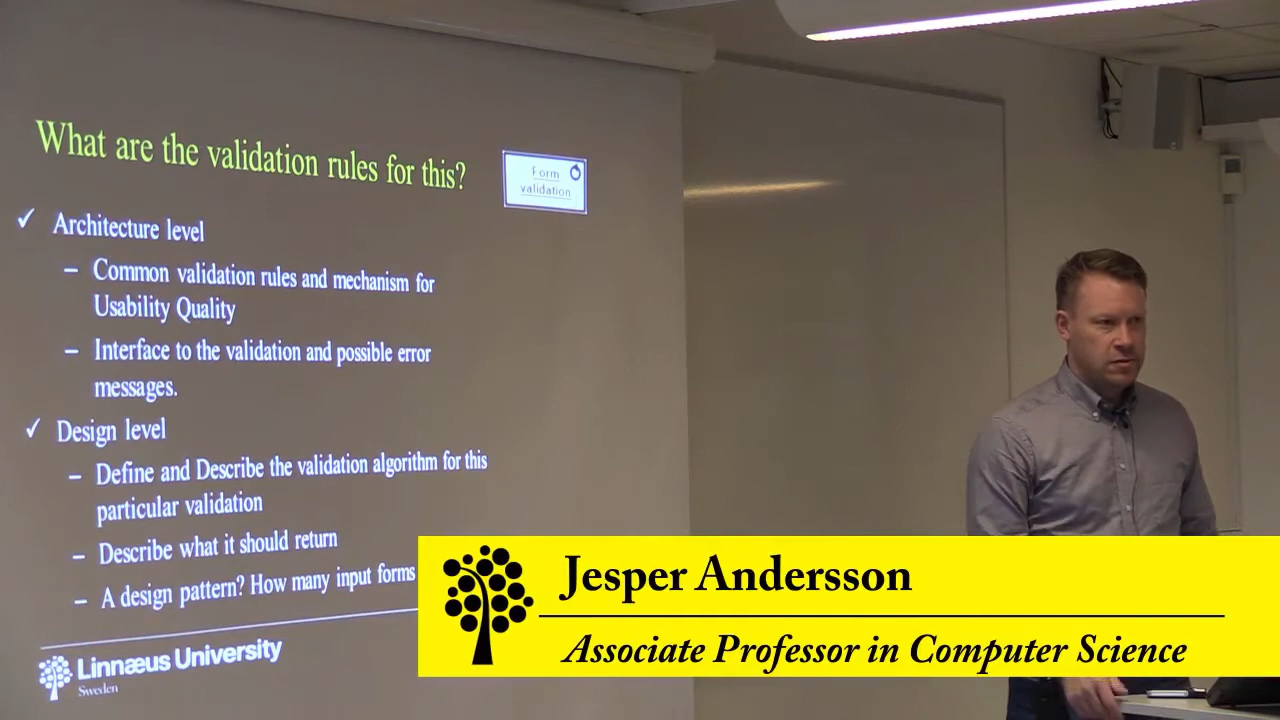 What are the validation rules for this?
Form
validation
✓ Architecture level
– Common validation rules and mechanism for
Usability Quality
– Interface to the validation and possible error
messages.
✓ Design level
– Define and Describe the validation algorithm for this
particular validation
– Describe what it should return
– A design pattern? How many input forms
Linnæus University
Sweden
Jesper Andersson
Associate Professor in Computer Science